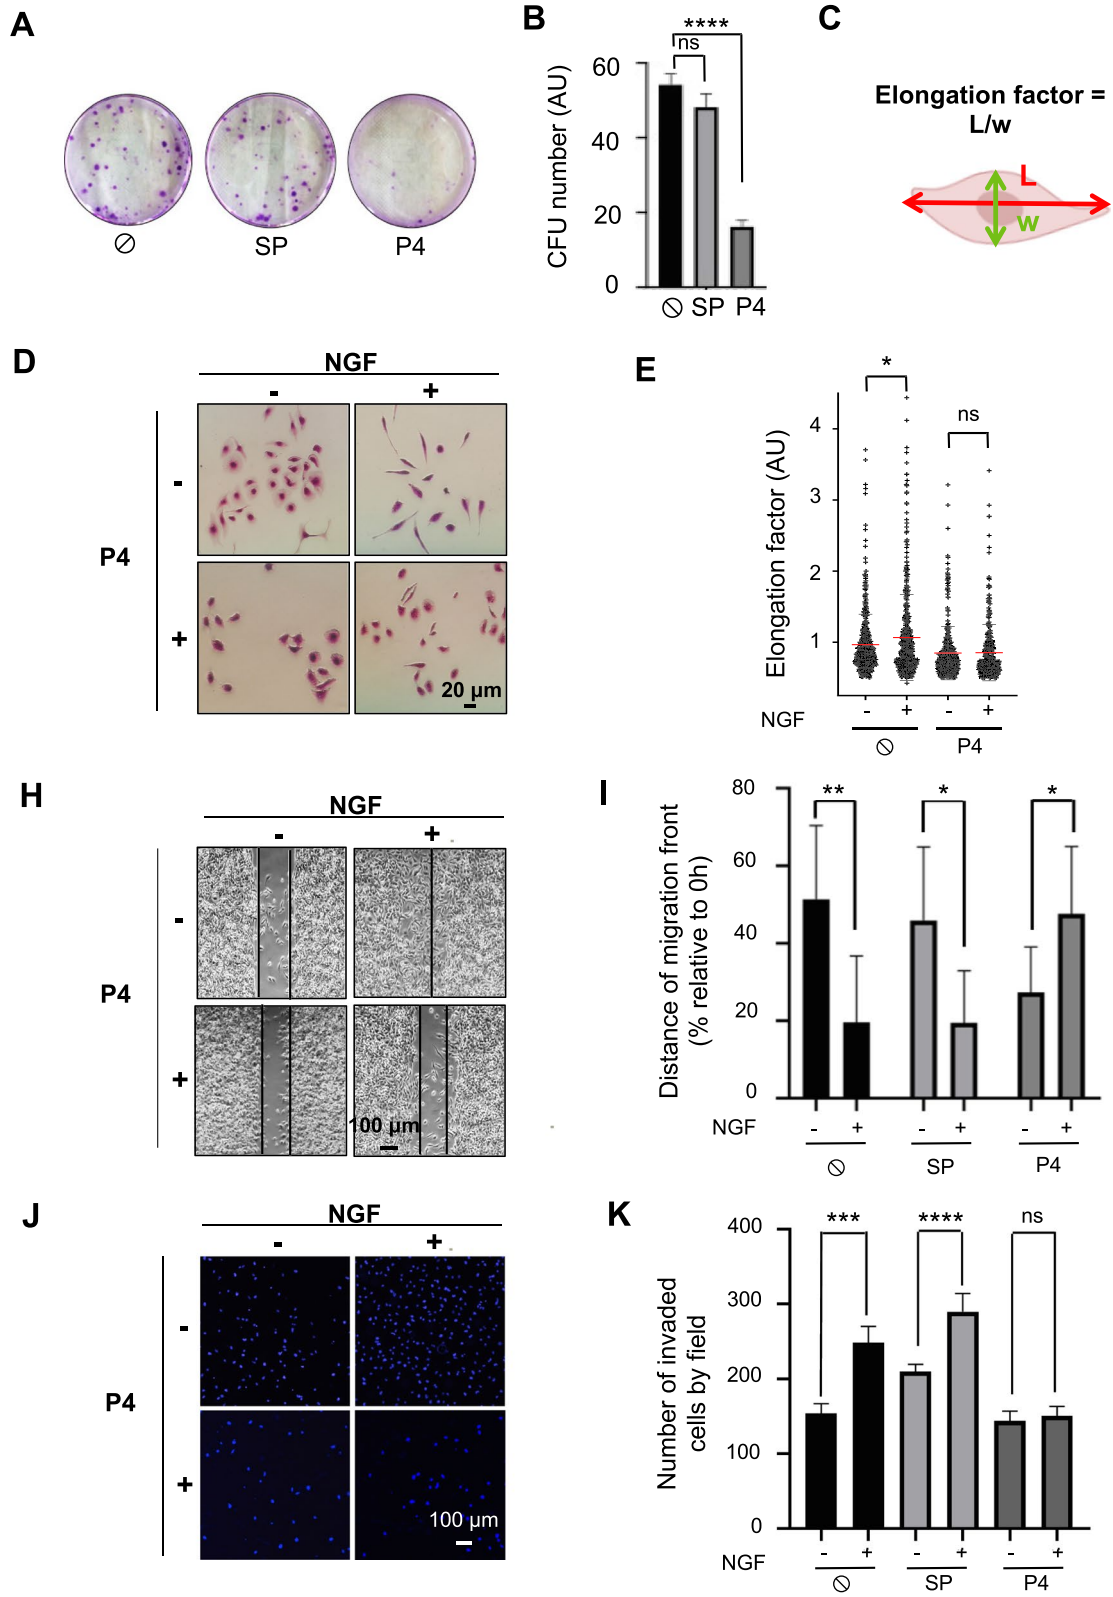 A
⊘
SP
P4
B
CFU number (AU)
60
40
20
0
****
ns
⊘ SP P4
C
Elongation factor =
L/w
L
w
D
NGF
- +
P4
-
+
20 µm
E
Elongation factor (AU)
4
3
2
1
*
ns
NGF - + - +
⊘ P4
H
NGF
- +
P4
-
+
100 µm
I
Distance of migration front
(% relative to 0h)
80
60
40
20
0
** * *
NGF - + - + - +
⊘ SP P4
J
NGF
- +
P4
-
+
100 µm
K
Number of invaded
cells by field
400
300
200
100
0
*** **** ns
NGF - + - + - +
⊘ SP P4